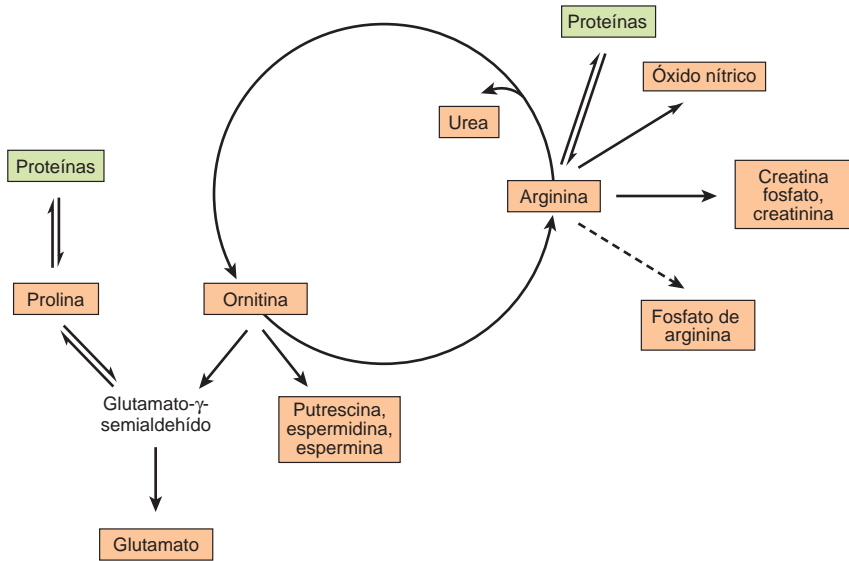 Proteínas
Óxido nítrico
Urea
Proteínas
Arginina
Creatina
fosfato,
creatinina
Prolina
Ornitina
Fosfato de
arginina
Glutamato-γ-
semialdehído
Putrescina,
espermidina,
espermina
Glutamato